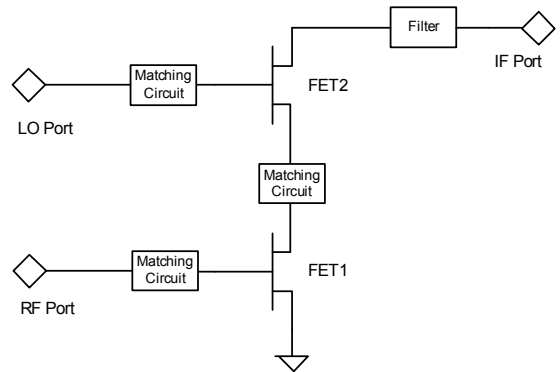 Filter
IF Port
Matching
Circuit
FET2
LO Port
Matching
Circuit
Matching
Circuit
FET1
RF Port